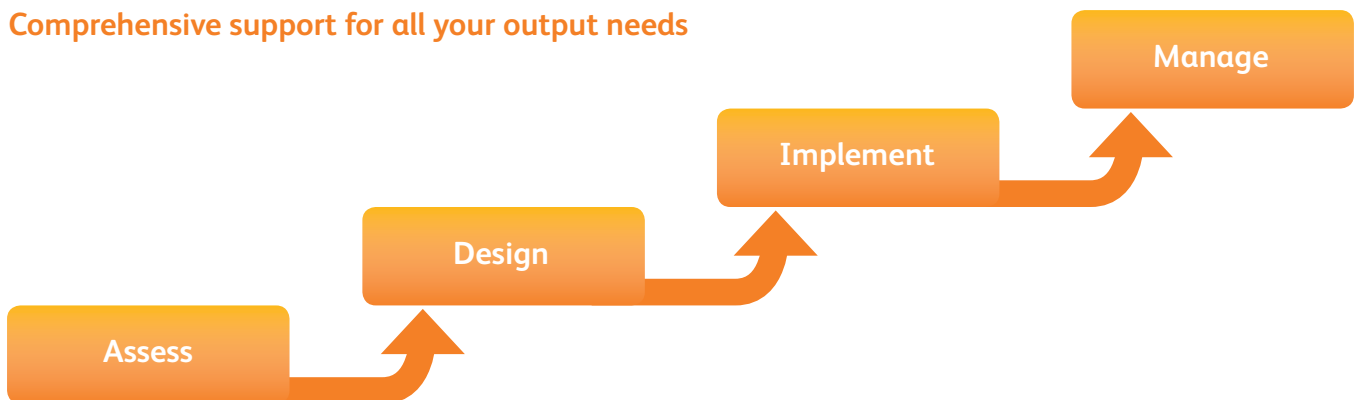 Comprehensive support for all your output needs
Manage
Implement
Design
Assess